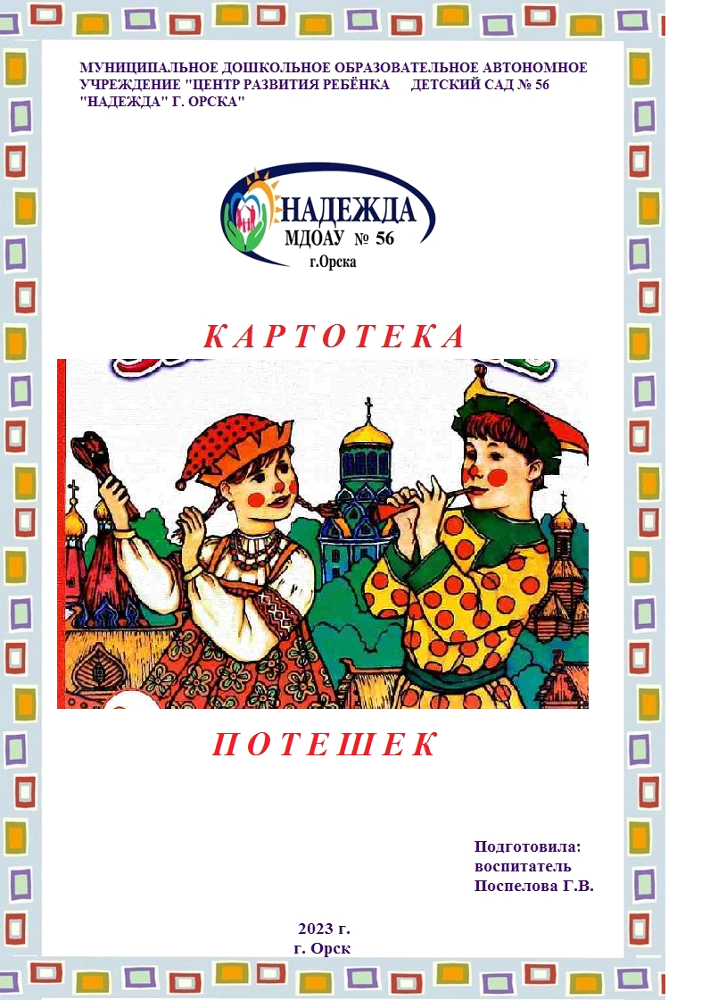 МУНИЦИПАЛЬНОЕ ДОШКОЛЬНОЕ ОБРАЗОВАТЕЛЬНОЕ АВТОНОМНОЕ
УЧРЕЖДЕНИЕ "ЦЕНТР РАЗВИТИЯ РЕБЁНКА ДЕТСКИЙ САД № 56
"НАДЕЖДА" Г. ОРСКА"
НАДЕЖДА
МДОАУ № 56
г.Орска
К А Р Т О Т Е К А
П О Т Е Ш Е К
Подготовила:
воспитатель
Поспелова Г.В.
2023 г.
г. Орск